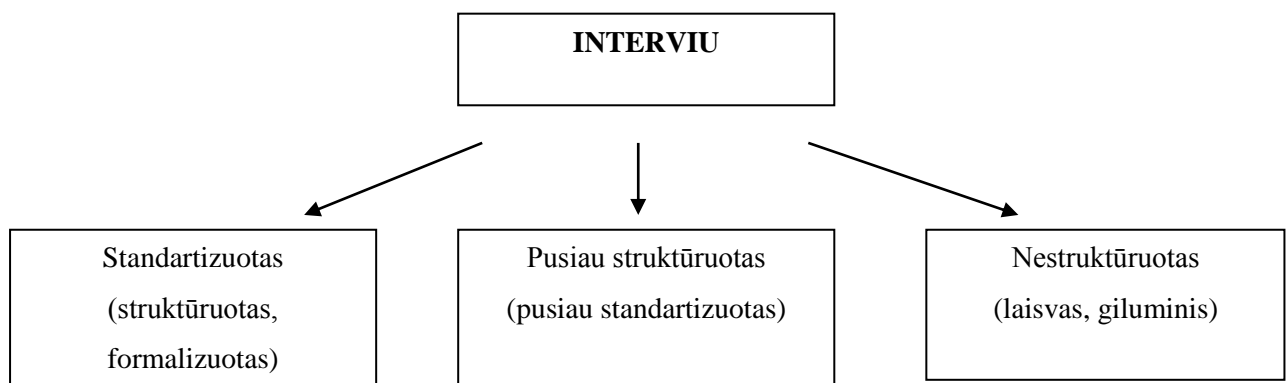 INTERVIU
Standartizuotas
(struktūruotas,
formalizuotas)
Pusiau struktūruotas
(pusiau standartizuotas)
Nestruktūruotas
(laisvas, giluminis)